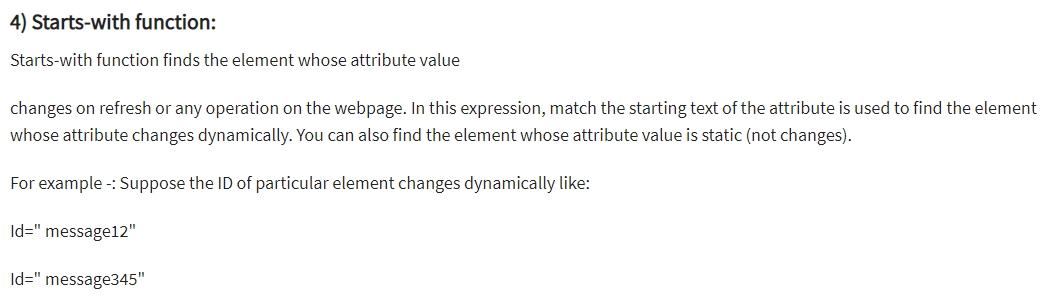 4) Starts-with function:
Starts-with function finds the element whose attribute value
changes on refresh or any operation on the webpage. In this expression, match the starting text of the attribute is used to find the element
whose attribute changes dynamically. You can also find the element whose attribute value is static (not changes).
For example -: Suppose the ID of particular element changes dynamically like:
Id=" message12"
Id=" message345"